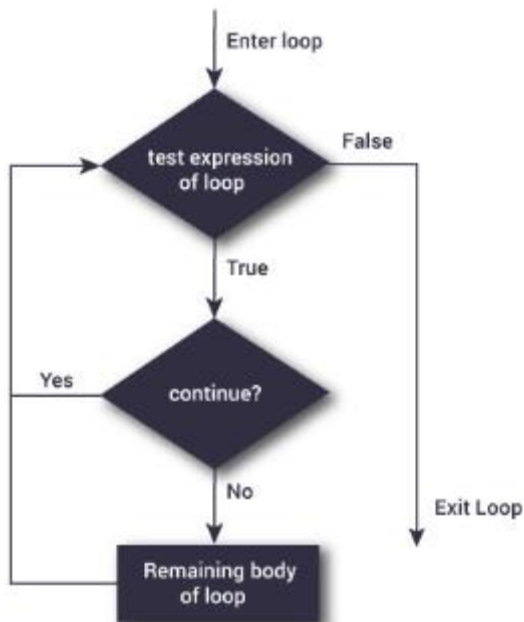 Enter loop
test expression
of loop
False
True
continue?
Yes
No
Exit Loop
Remaining body
of loop